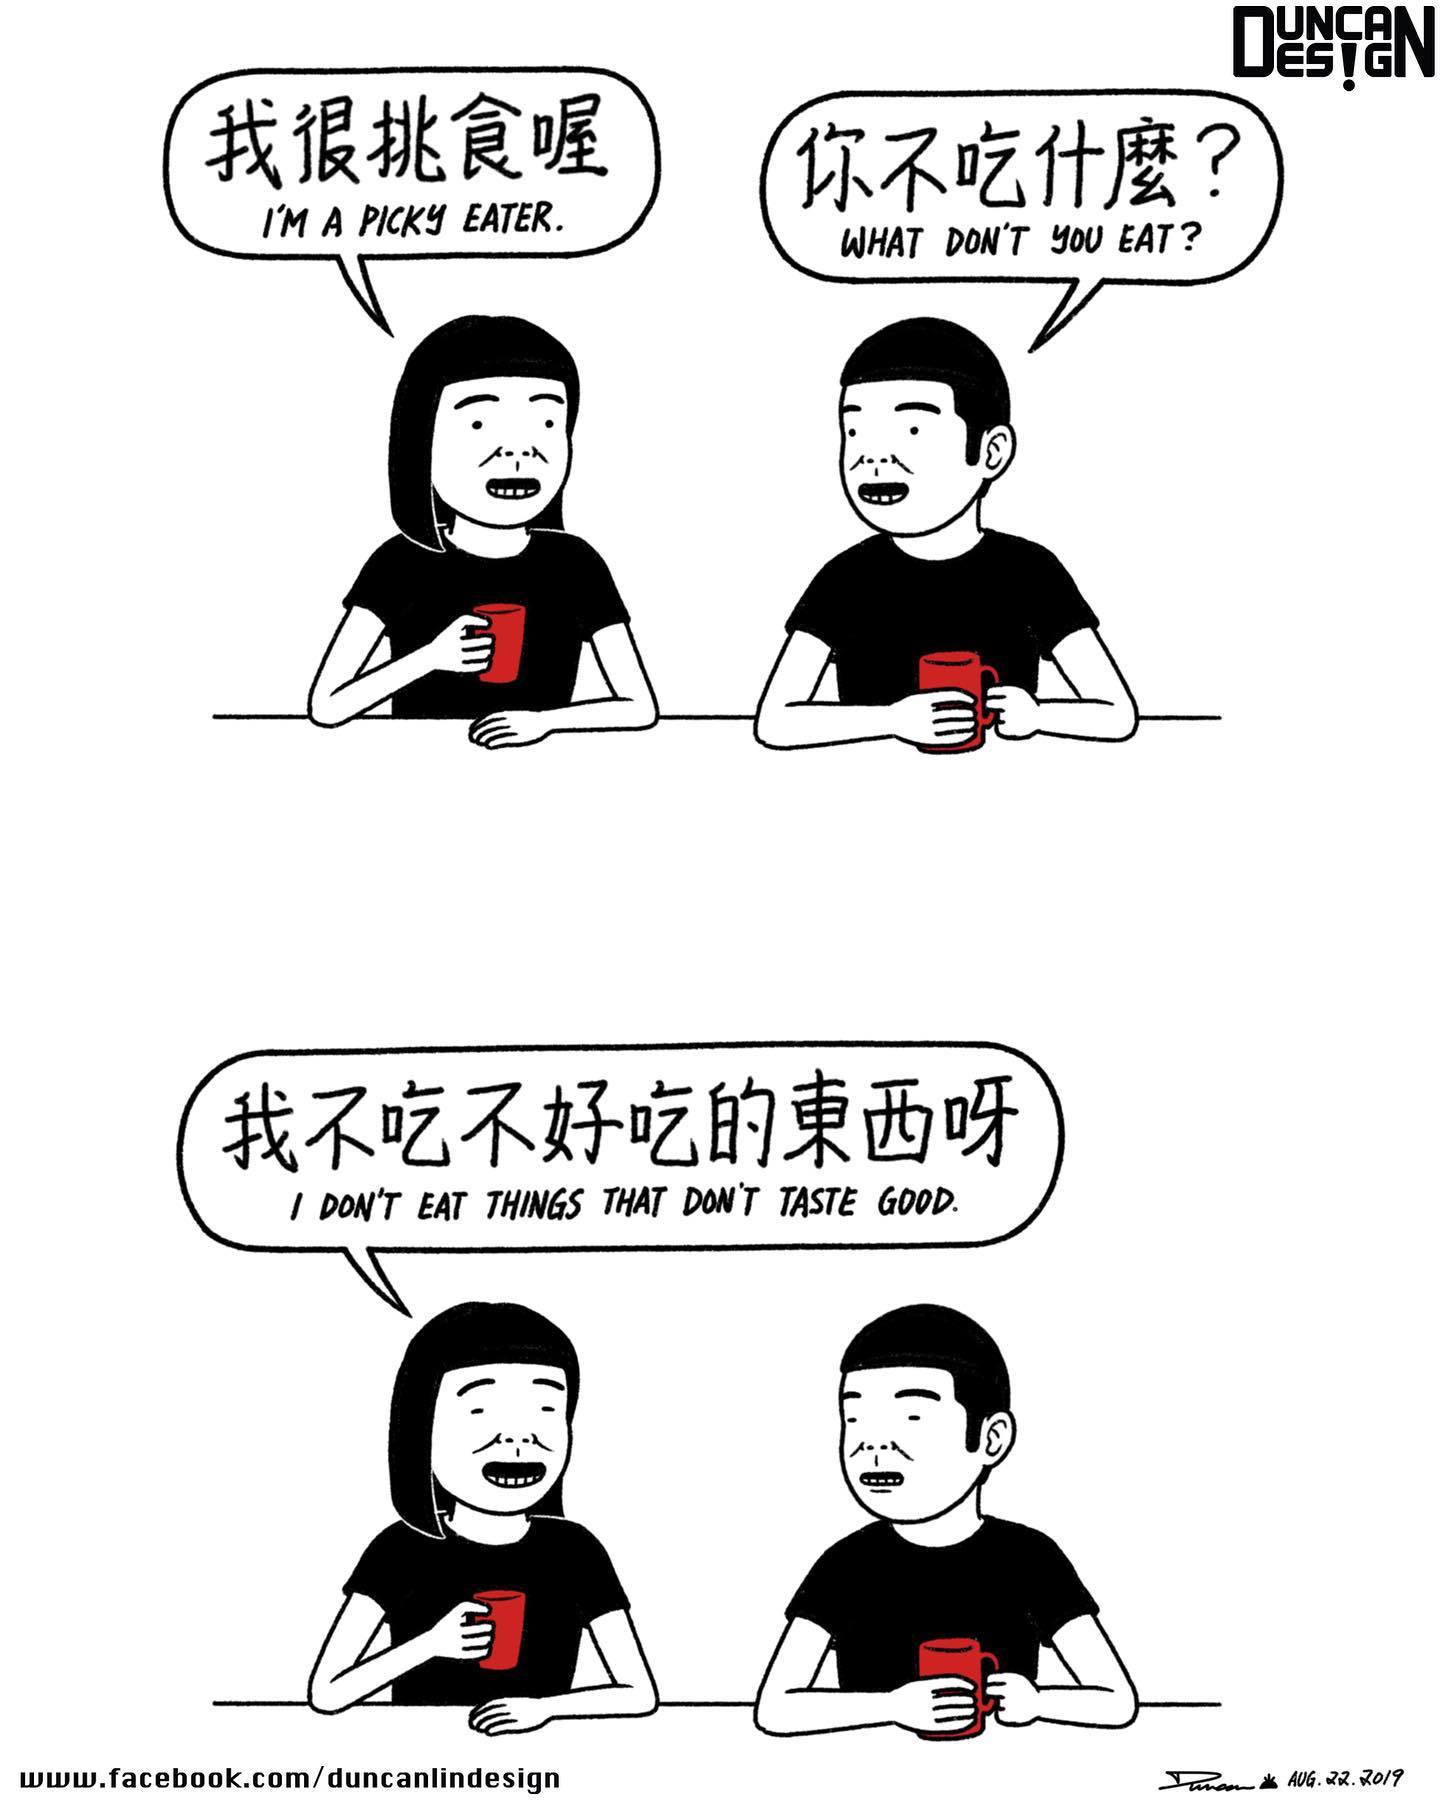 DUNCAN
DES!GN
我很挑食喔
I'M A PICKY EATER.
你不吃什麼？
WHAT DON'T YOU EAT?
我不吃不好吃的東西呀
I DON'T EAT THINGS THAT DON'T TASTE GOOD.
www.facebook.com/duncanlindesign
Duncan AUG.22.2019